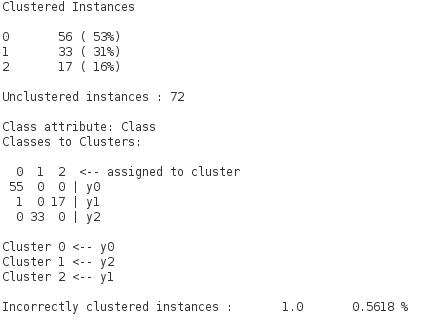 Clustered Instances
0 56 ( 53%)
1 33 ( 31%)
2 17 ( 16%)
Unclustered instances : 72
Class attribute: Class
Classes to Clusters:
0 1 2 <-- assigned to cluster
55 0 0 | y0
1 0 17 | y1
0 33 0 | y2
Cluster 0 <-- y0
Cluster 1 <-- y2
Cluster 2 <-- y1
Incorrectly clustered instances : 1.0 0.5618 %